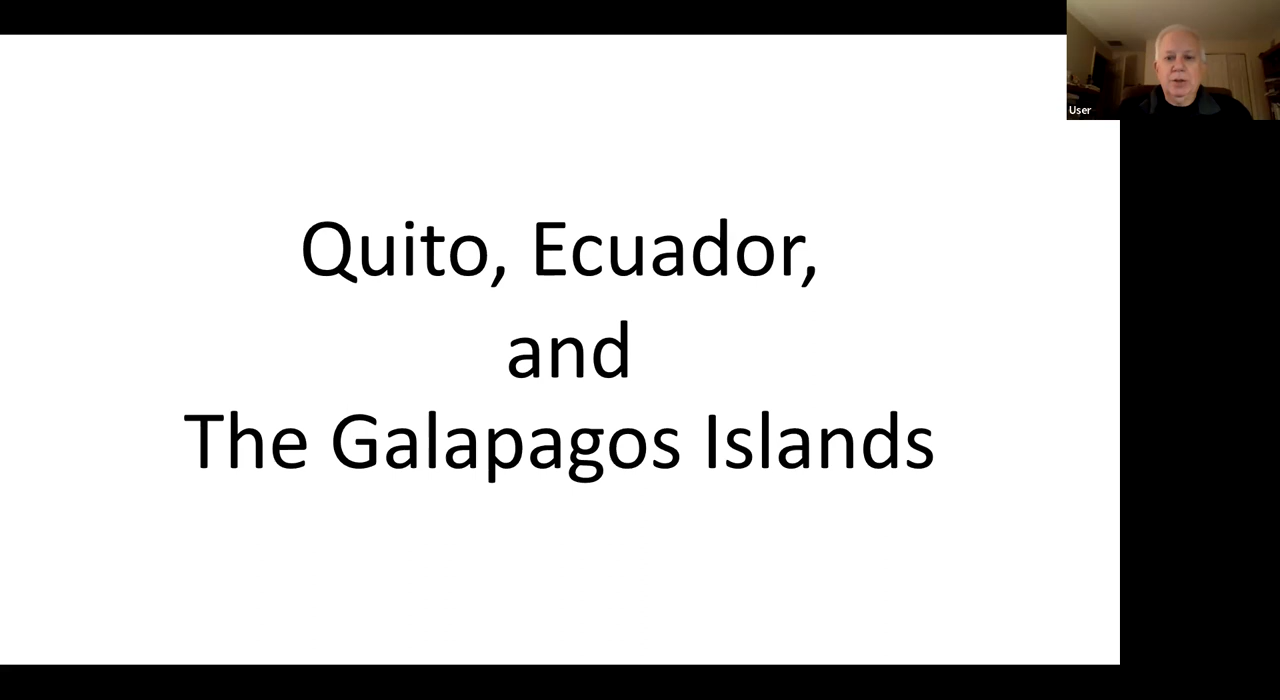 Quito, Ecuador,
and
The Galapagos Islands
User